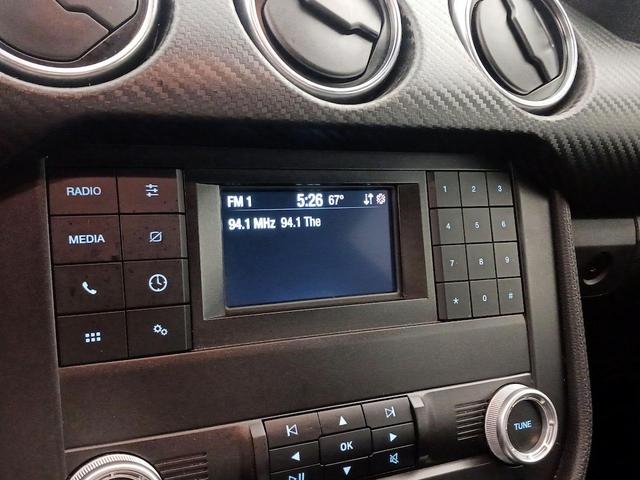 RADIO
MEDIA
FM 1 5:26 67°
94.1 MHz 94.1 The
1 2 3
4 5 6
7 8 9
* 0 #
OK
TUNE